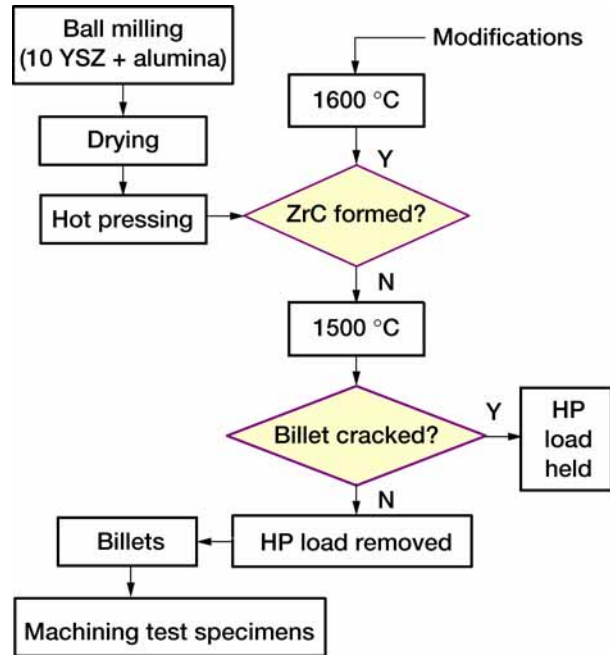 Ball milling
(10 YSZ + alumina)
Modifications
1600 °C
Drying
Y
Hot pressing
ZrC formed?
N
1500 °C
Billet cracked?
Y
HP
load
held
N
Billets
HP load removed
Machining test specimens